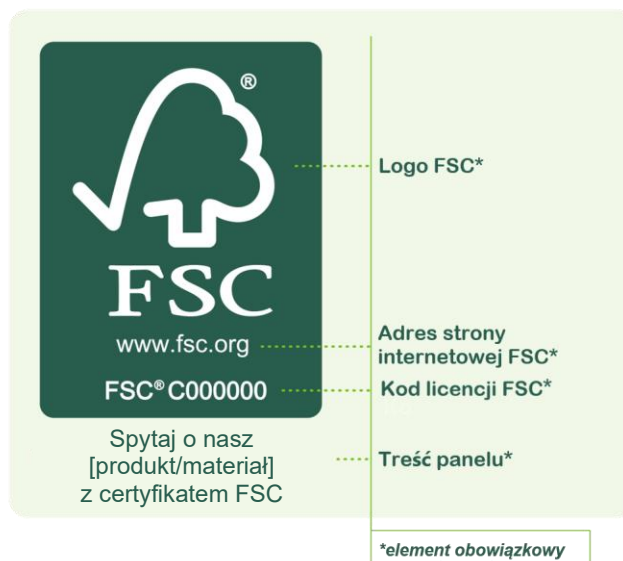 ®
FSC
www.fsc.org
FSC® C000000
Spytaj o nasz
[produkt/materiał]
z certyfikatem FSC
Logo FSC*
Adres strony
internetowej FSC*
Kod licencji FSC*
Treść panelu*
*element obowiązkowy